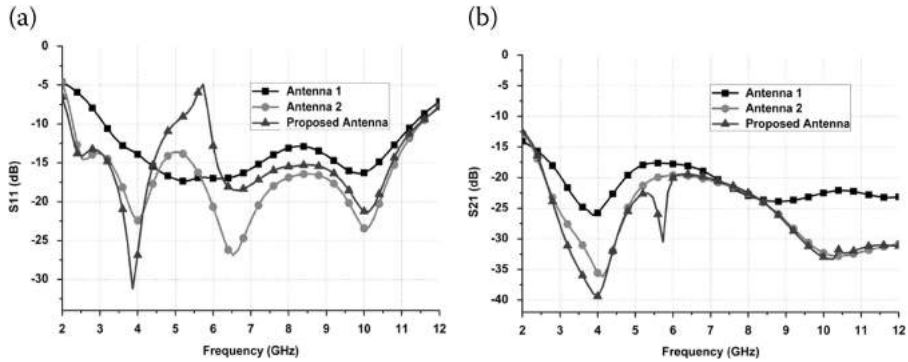 (a)
0
-5
-10
-15
-20
-25
-30
S11 (dB)
2 3 4 5 6 7 8 9 10 11 12
Frequency (GHz)
Antenna 1
Antenna 2
Proposed Antenna
(b)
0
-5
-10
-15
-20
-25
-30
-35
-40
S21 (dB)
2 3 4 5 6 7 8 9 10 11 12
Frequency (GHz)
Antenna 1
Antenna 2
Proposed Antenna